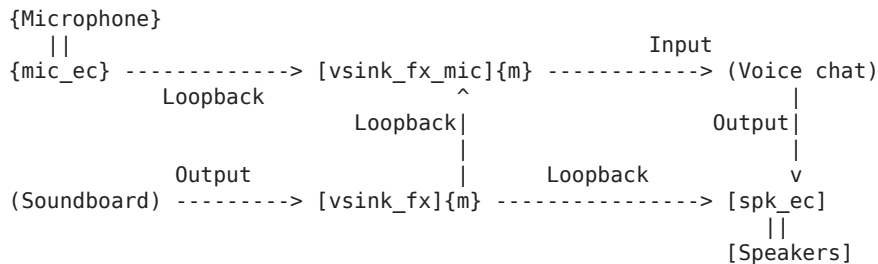 {Microphone}
||
Input
{mic_ec} -------------> [vsink_fx_mic]{m} ------------> (Voice chat)
Loopback ^ |
Loopback| Output|
| |
Output | Loopback v
(Soundboard) ---------> [vsink_fx]{m} ----------------> [spk_ec]
||
[Speakers]